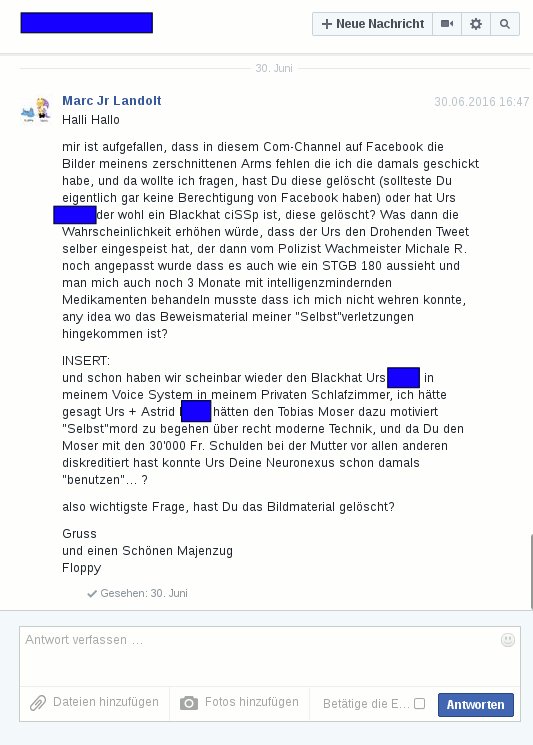 Neue Nachricht
30. Juni
Marc Jr Landolt
30.06.2016 16:47
Halli Hallo
mir ist aufgefallen, dass in diesem Com-Channel auf Facebook die
Bilder meinens zerschnittenen Arms fehlen die ich die damals geschickt
habe, und da wollte ich fragen, hast Du diese gelöscht (sollteste Du
eigentlich gar keine Berechtigung von Facebook haben) oder hat Urs
der wohl ein Blackhat ciSSp ist, diese gelöscht? Was dann die
Wahrscheinlichkeit erhöhen würde, dass der Urs den Drohenden Tweet
selber eingespeist hat, der dann vom Polizist Wachmeister Michale R.
noch angepasst wurde dass es auch wie ein STGB 180 aussieht und
man mich auch noch 3 Monate mit intelligenzmindernden
Medikamenten behandeln musste dass ich mich nicht wehren konnte,
any idea wo das Beweismaterial meiner "Selbst"verletzungen
hingekommen ist?
INSERT:
und schon haben wir scheinbar wieder den Blackhat Urs in
meinem Voice System in meinem Privaten Schlafzimmer, ich hätte
gesagt Urs + Astrid hätten den Tobias Moser dazu motiviert
"Selbst"mord zu begehen über recht moderne Technik, und da Du den
Moser mit den 30'000 Fr. Schulden bei der Mutter vor allen anderen
diskreditiert hast konnte Urs Deine Neuronexus schon damals
"benutzen"... ?
also wichtigste Frage, hast Du das Bildmaterial gelöscht?
Gruss
und einen Schönen Majenzug
Floppy
Gesehen: 30. Juni
Antwort verfassen ...
Dateien hinzufügen
Fotos hinzufügen
Betätige die E...
Antworten